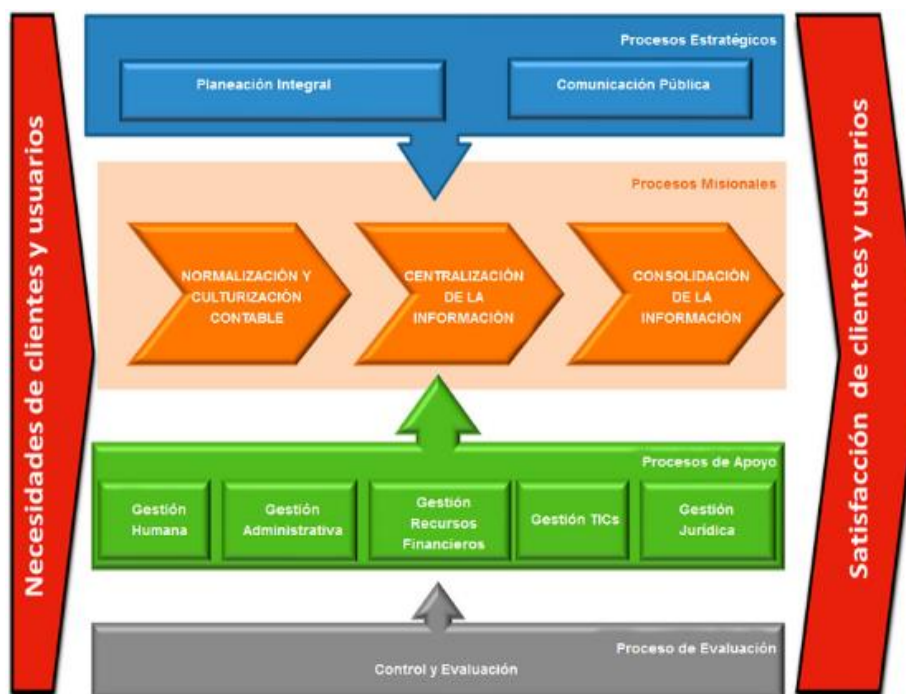 Necesidades de clientes y usuarios
Procesos Estratégicos
Planeación Integral
Comunicación Pública
Procesos Misionales
NORMALIZACIÓN Y
CULTURIZACIÓN
CONTABLE
CENTRALIZACIÓN
DE LA
INFORMACIÓN
CONSOLIDACIÓN
DE LA
INFORMACIÓN
Procesos de Apoyo
Gestión
Humana
Gestión
Administrativa
Gestión
Recursos
Financieros
Gestión TICs
Gestión
Jurídica
Proceso de Evaluación
Control y Evaluación
Satisfacción de clientes y usuarios